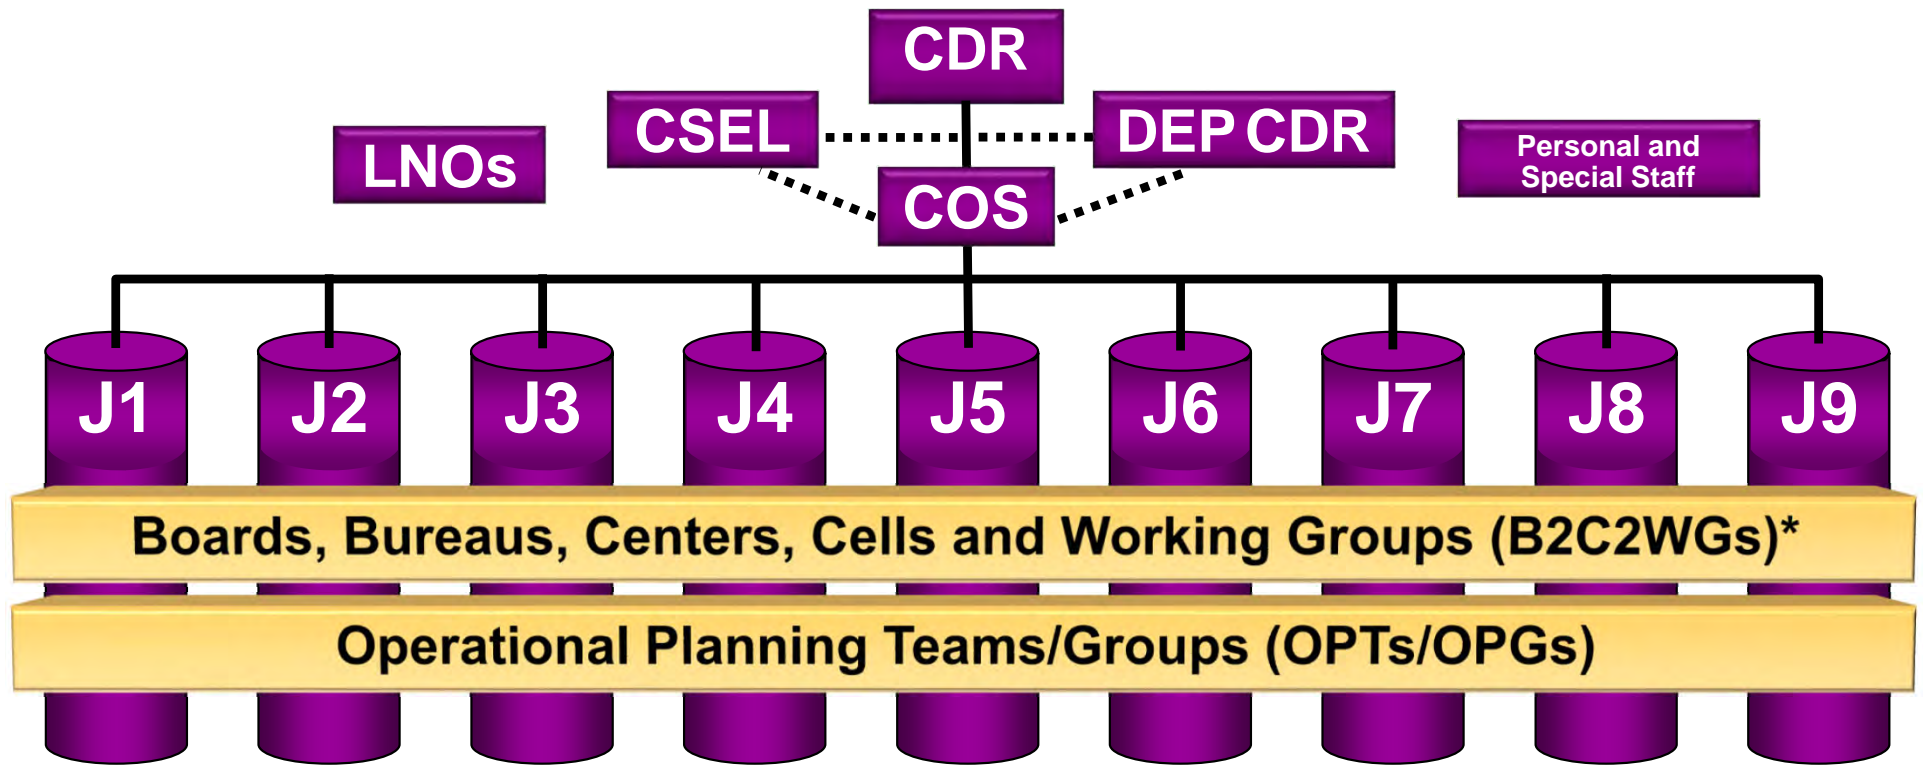 CDR
CSEL
DEP CDR
LNOs
Personal and
Special Staff
COS
J1
J2
J3
J4
J5
J6
J7
J8
J9
Boards, Bureaus, Centers, Cells and Working Groups (B2C2WGs)*
Operational Planning Teams/Groups (OPTs/OPGs)